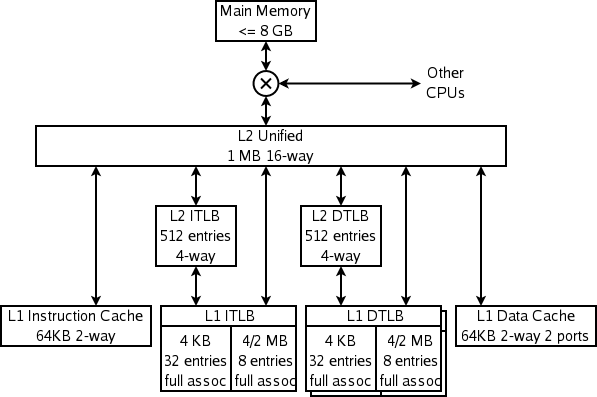 Main Memory
<= 8 GB
Other
CPUs
L2 Unified
1 MB 16-way
L2 ITLB
512 entries
4-way
L2 DTLB
512 entries
4-way
L1 Instruction Cache
64KB 2-way
L1 ITLB
4 KB
32 entries
full assoc
4/2 MB
8 entries
full assoc
L1 DTLB
4 KB
32 entries
full assoc
4/2 MB
8 entries
full assoc
L1 Data Cache
64KB 2-way 2 ports